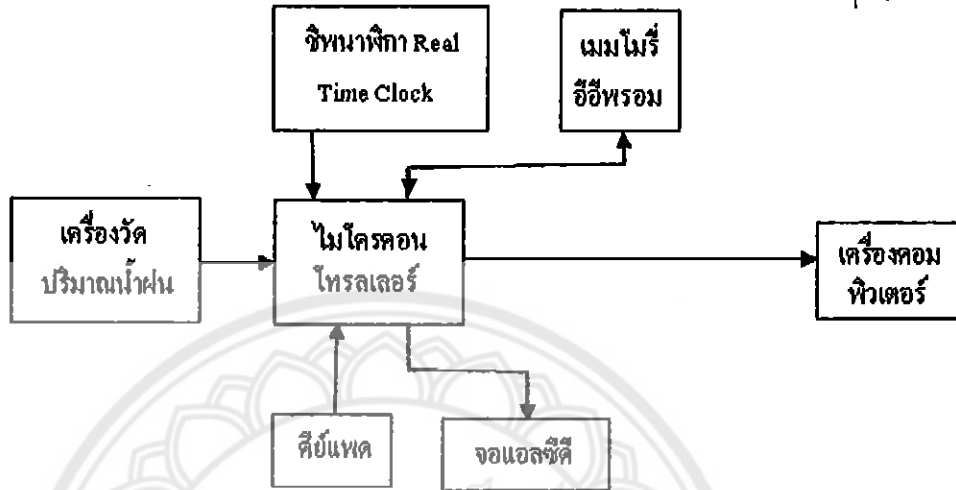 ชิพนาฬิกา Real
Time Clock
เมมโมรี่
อีอีพรอม
เครื่องวัด
ปริมาณน้ำฝน
ไมโครคอน
โทรลเลอร์
เครื่องคอม
พิวเตอร์
คีย์แพด
จอแอลซีดี